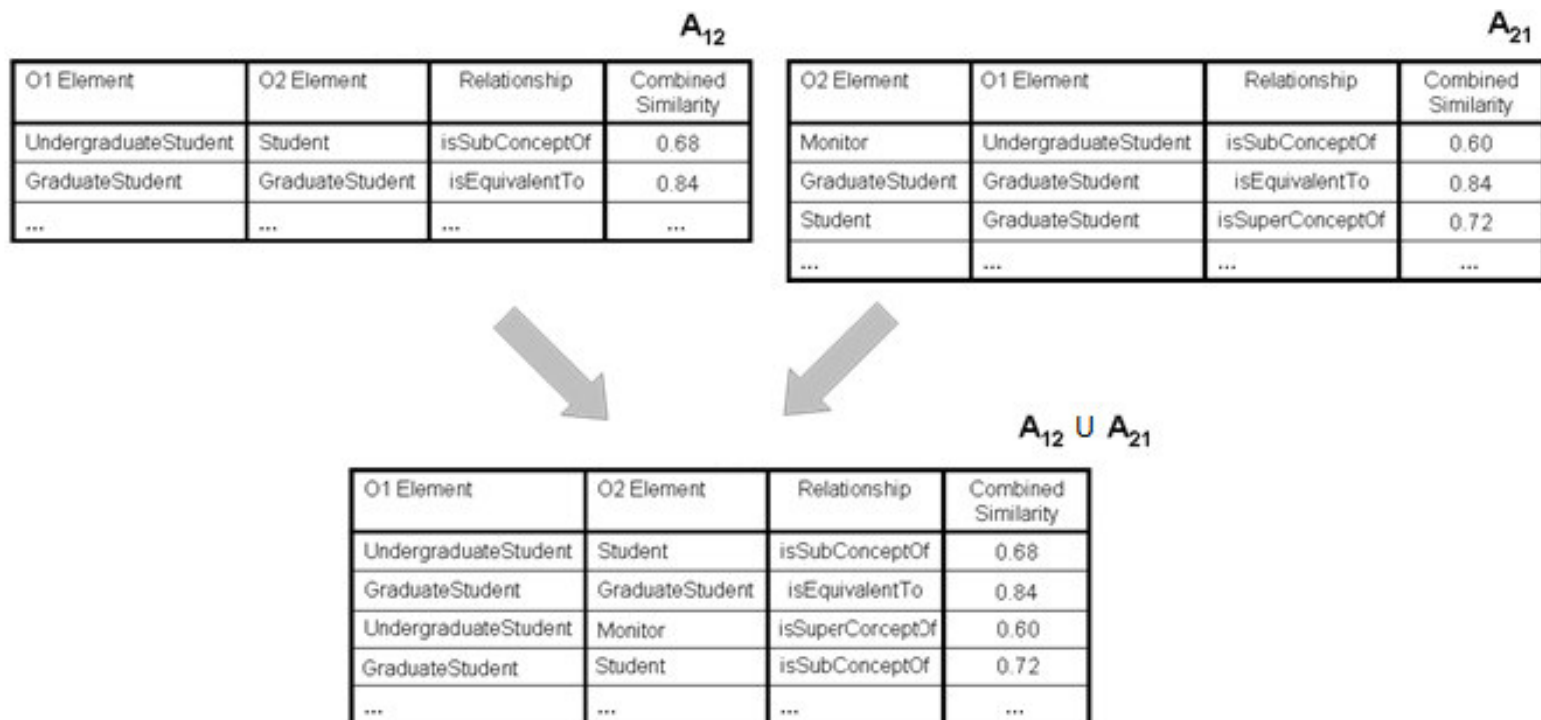 A12
O1 Element O2 Element Relationship Combined Similarity
UndergraduateStudent Student isSubConceptOf 0.68
GraduateStudent GraduateStudent isEquivalentTo 0.84
... ... ... ...
A21
O2 Element O1 Element Relationship Combined Similarity
Monitor UndergraduateStudent isSubConceptOf 0.60
GraduateStudent GraduateStudent isEquivalentTo 0.84
Student GraduateStudent isSuperConceptOf 0.72
... ... ... ...
A12 U A21
O1 Element O2 Element Relationship Combined Similarity
UndergraduateStudent Student isSubConceptOf 0.68
GraduateStudent GraduateStudent isEquivalentTo 0.84
UndergraduateStudent Monitor isSuperCorceptOf 0.60
GraduateStudent Student isSubConceptOf 0.72
... ... ... ...